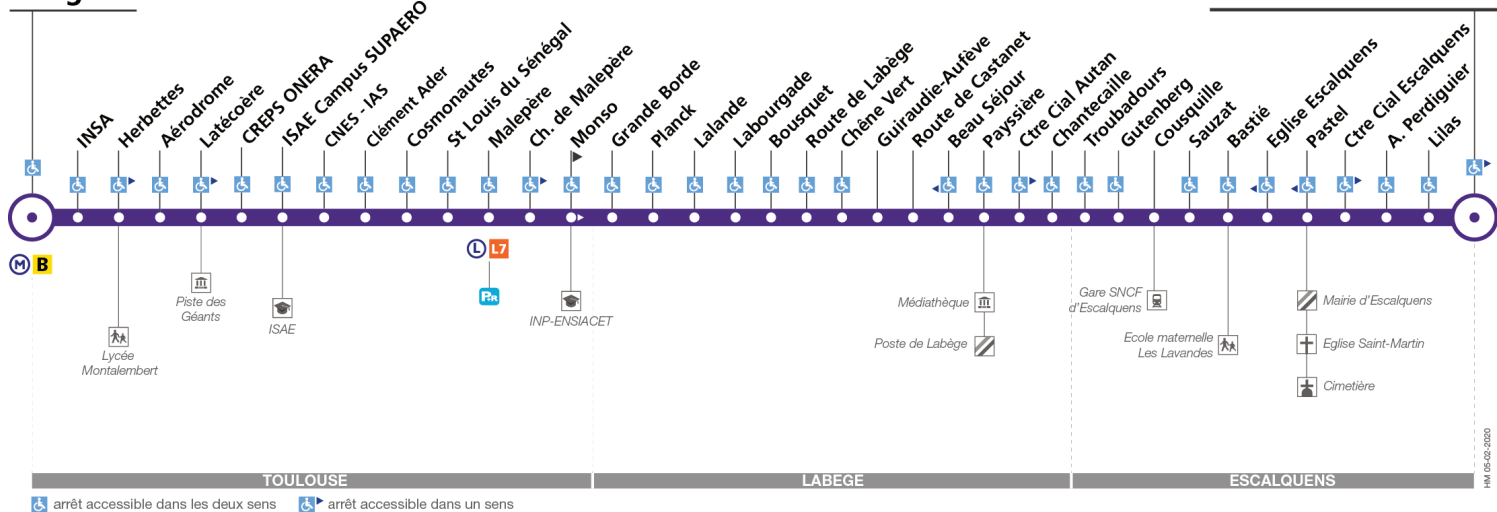 INSA
Herbettes
Aérodrome
Latécoère
CREPS ONERA
ISAE Campus SUPAERO
CNES - IAS
Clément Ader
Cosmonautes
St Louis du Sénégal
Malepère
Ch. de Malepère
Monso
Grande Borde
Planck
Lalande
Labourgade
Bousquet
Route de Labège
Chêne Vert
Guiraudie-Aufève
Route de Castanet
Beau Séjour
Payssière
Ctre Cial Autan
Chantecaille
Troubadours
Gutenberg
Cousquille
Sauzat
Bastié
Eglise Escalquens
Pastel
Ctre Cial Escalquens
A. Perdiguier
Lilas
M B
L L7
P+R
Lycée
Montalembert
Piste des
Géants
ISAE
INP-ENSIACET
Médiathèque
Poste de Labège
Gare SNCF
d'Escalquens
Ecole maternelle
Les Lavandes
Mairie d'Escalquens
Eglise Saint-Martin
Cimetière
HM 05-02-2020
TOULOUSE
LABEGE
ESCALQUENS
arrêt accessible dans les deux sens
arrêt accessible dans un sens